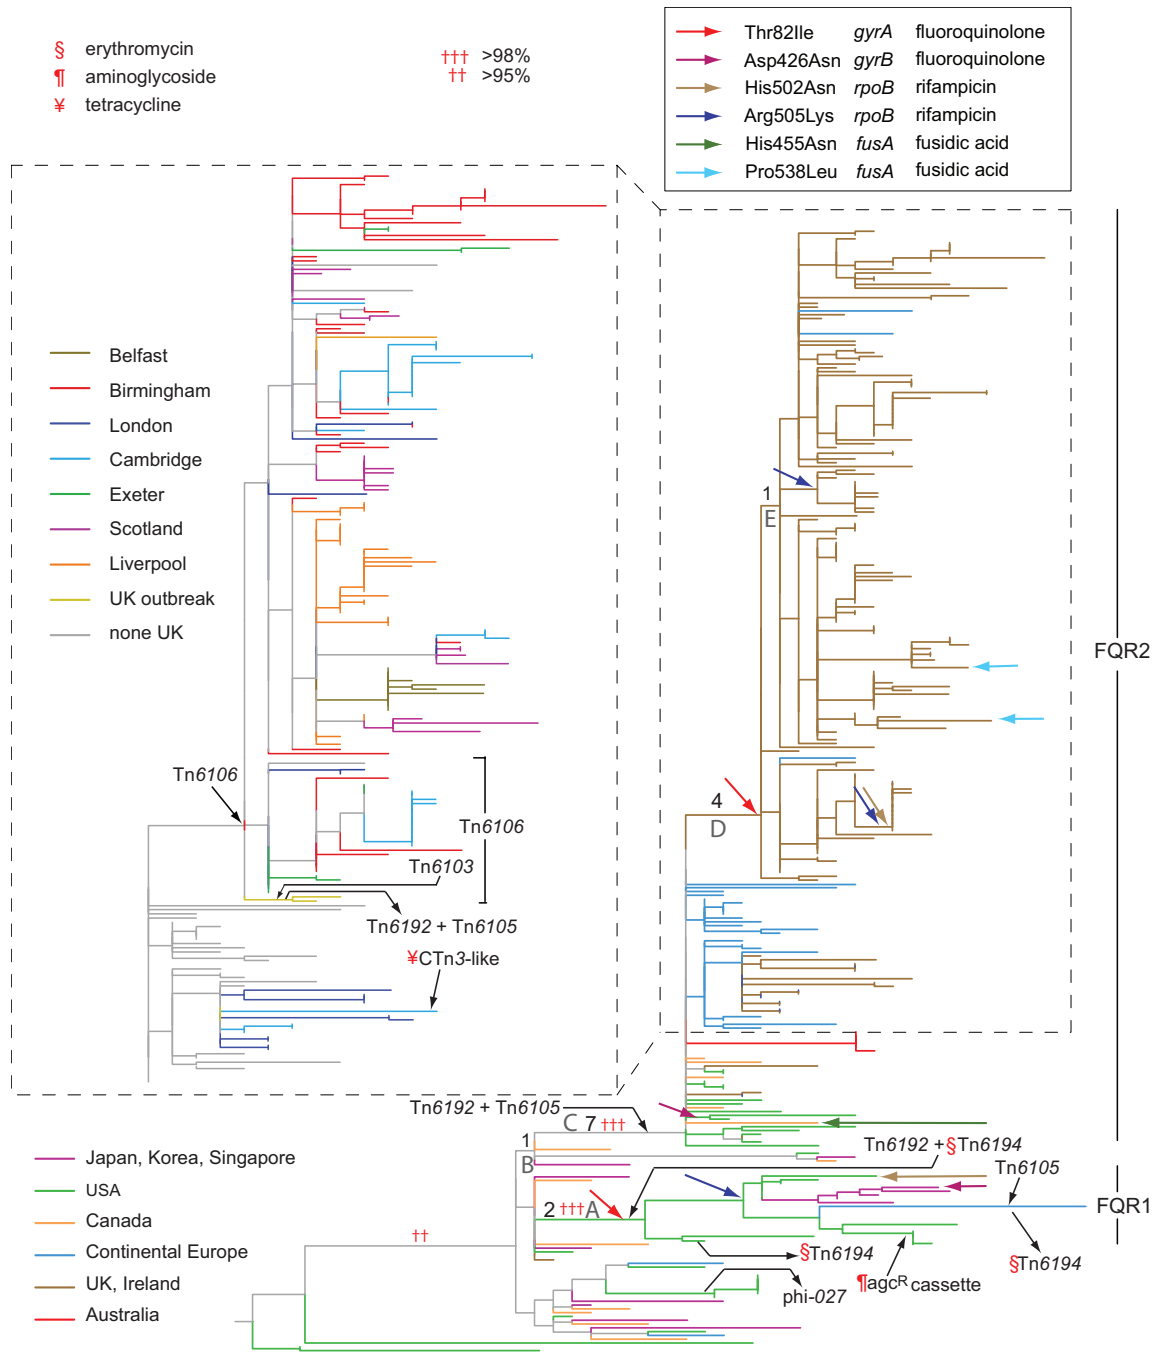 § erythromycin
¶ aminoglycoside
¥ tetracycline
††† >98%
†† >95%
Thr82Ile gyrA fluoroquinolone
Asp426Asn gyrB fluoroquinolone
His502Asn rpoB rifampicin
Arg505Lys rpoB rifampicin
His455Asn fusA fusidic acid
Pro538Leu fusA fusidic acid
Belfast
Birmingham
London
Cambridge
Exeter
Scotland
Liverpool
UK outbreak
none UK
Tn6106
Tn6106
Tn6103
Tn6192 + Tn6105
¥CTn3-like
1
E
4
D
FQR2
Tn6192 + Tn6105
C 7 †††
1
B
Tn6192 + §Tn6194
Tn6105
2 †††A
FQR1
††
§Tn6194
§Tn6194
¶agcR cassette
phi-027
Japan, Korea, Singapore
USA
Canada
Continental Europe
UK, Ireland
Australia